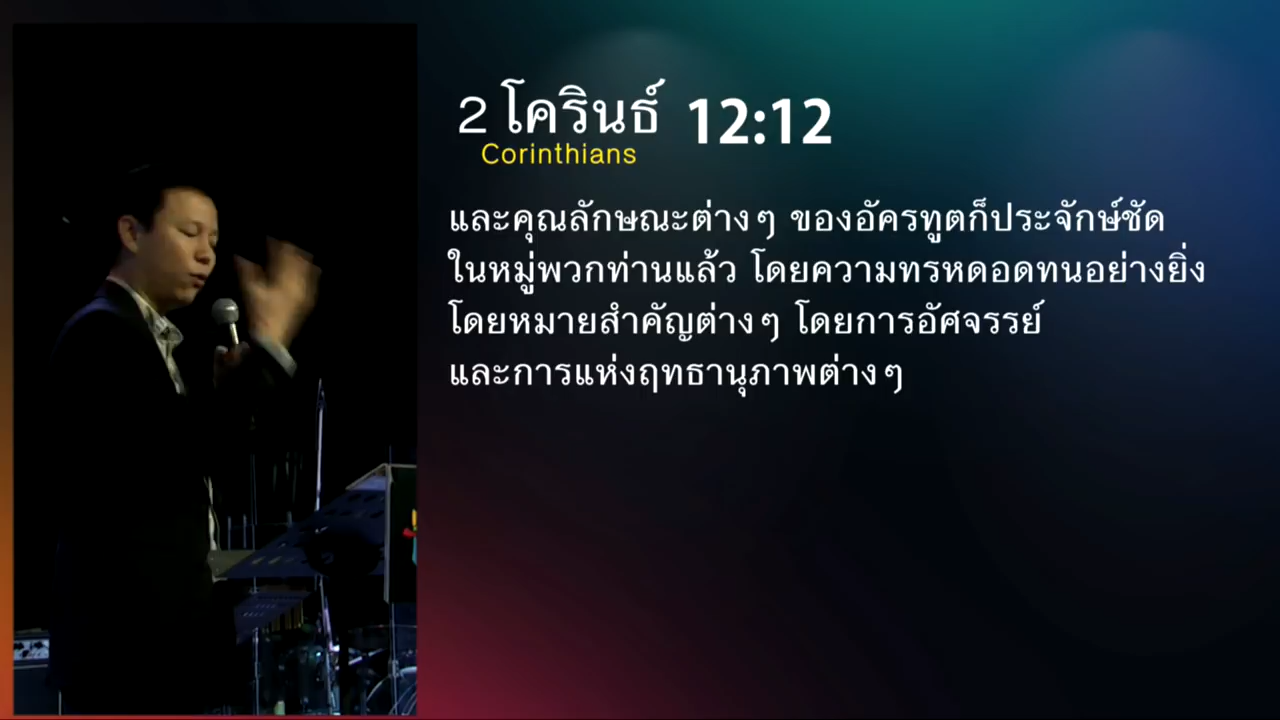 2 โครินธ์ 12:12
Corinthians
และคุณลักษณะต่างๆ ของอัครทูตก็ประจักษ์ชัด
ในหมู่พวกท่านแล้ว โดยความทรหดอดทนอย่างยิ่ง
โดยหมายสำคัญต่างๆ โดยการอัศจรรย์
และการแห่งฤทธานุภาพต่างๆ